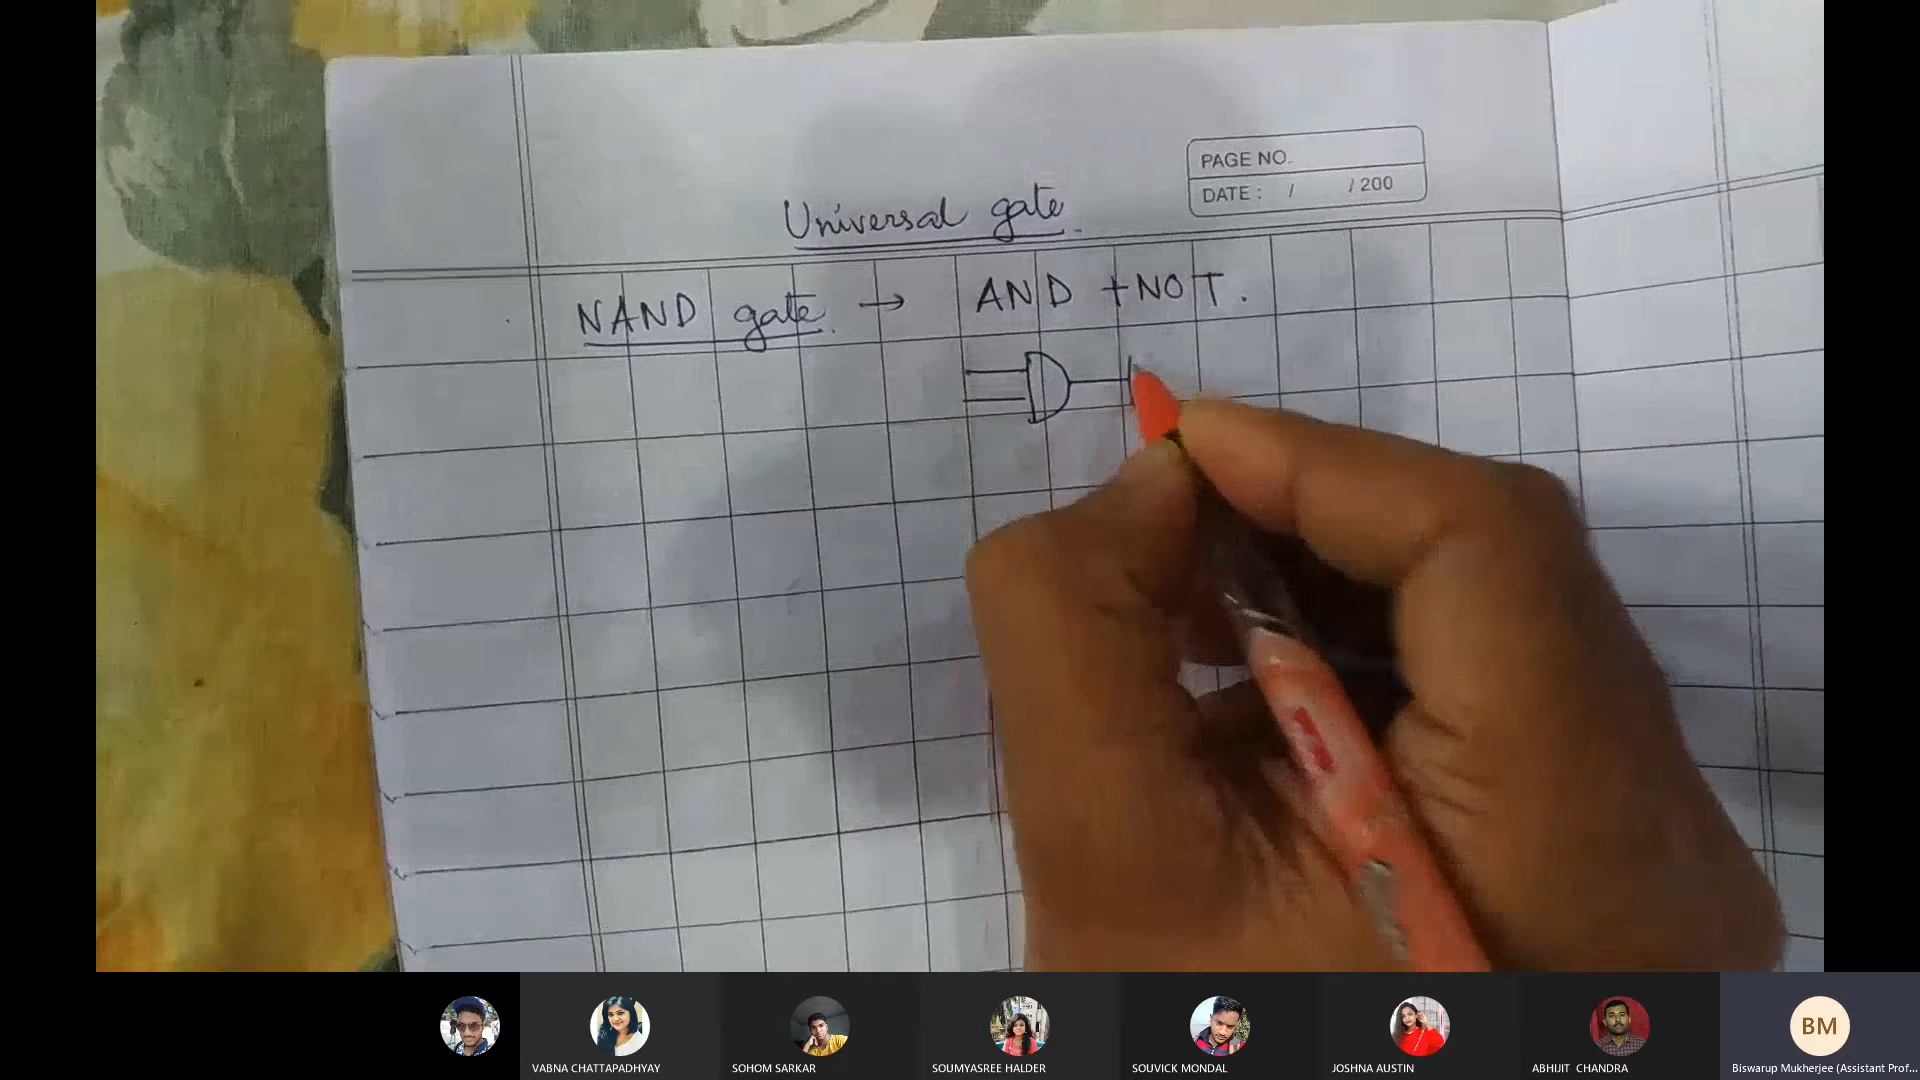 PAGE NO.
DATE : / / 200
Universal gate.
NAND gate. → AND + NOT.
VABNA CHATTAPADHYAY
SOHOM SARKAR
SOUMYASREE HALDER
SOUVICK MONDAL
JOSHNA AUSTIN
ABHIJIT CHANDRA
BM
Biswarup Mukherjee (Assistant Prof...